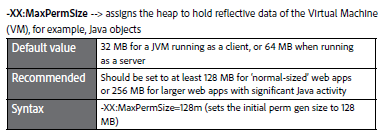 -XX:MaxPermSize --> assigns the heap to hold reflective data of the Virtual Machine
(VM), for example, Java objects
Default value
32 MB for a JVM running as a client, or 64 MB when running
as a server
Recommended
Should be set to at least 128 MB for 'normal-sized' web apps
or 256 MB for larger web apps with significant Java activity
Syntax
-XX:MaxPermSize=128m (sets the initial perm gen size to 128
MB)